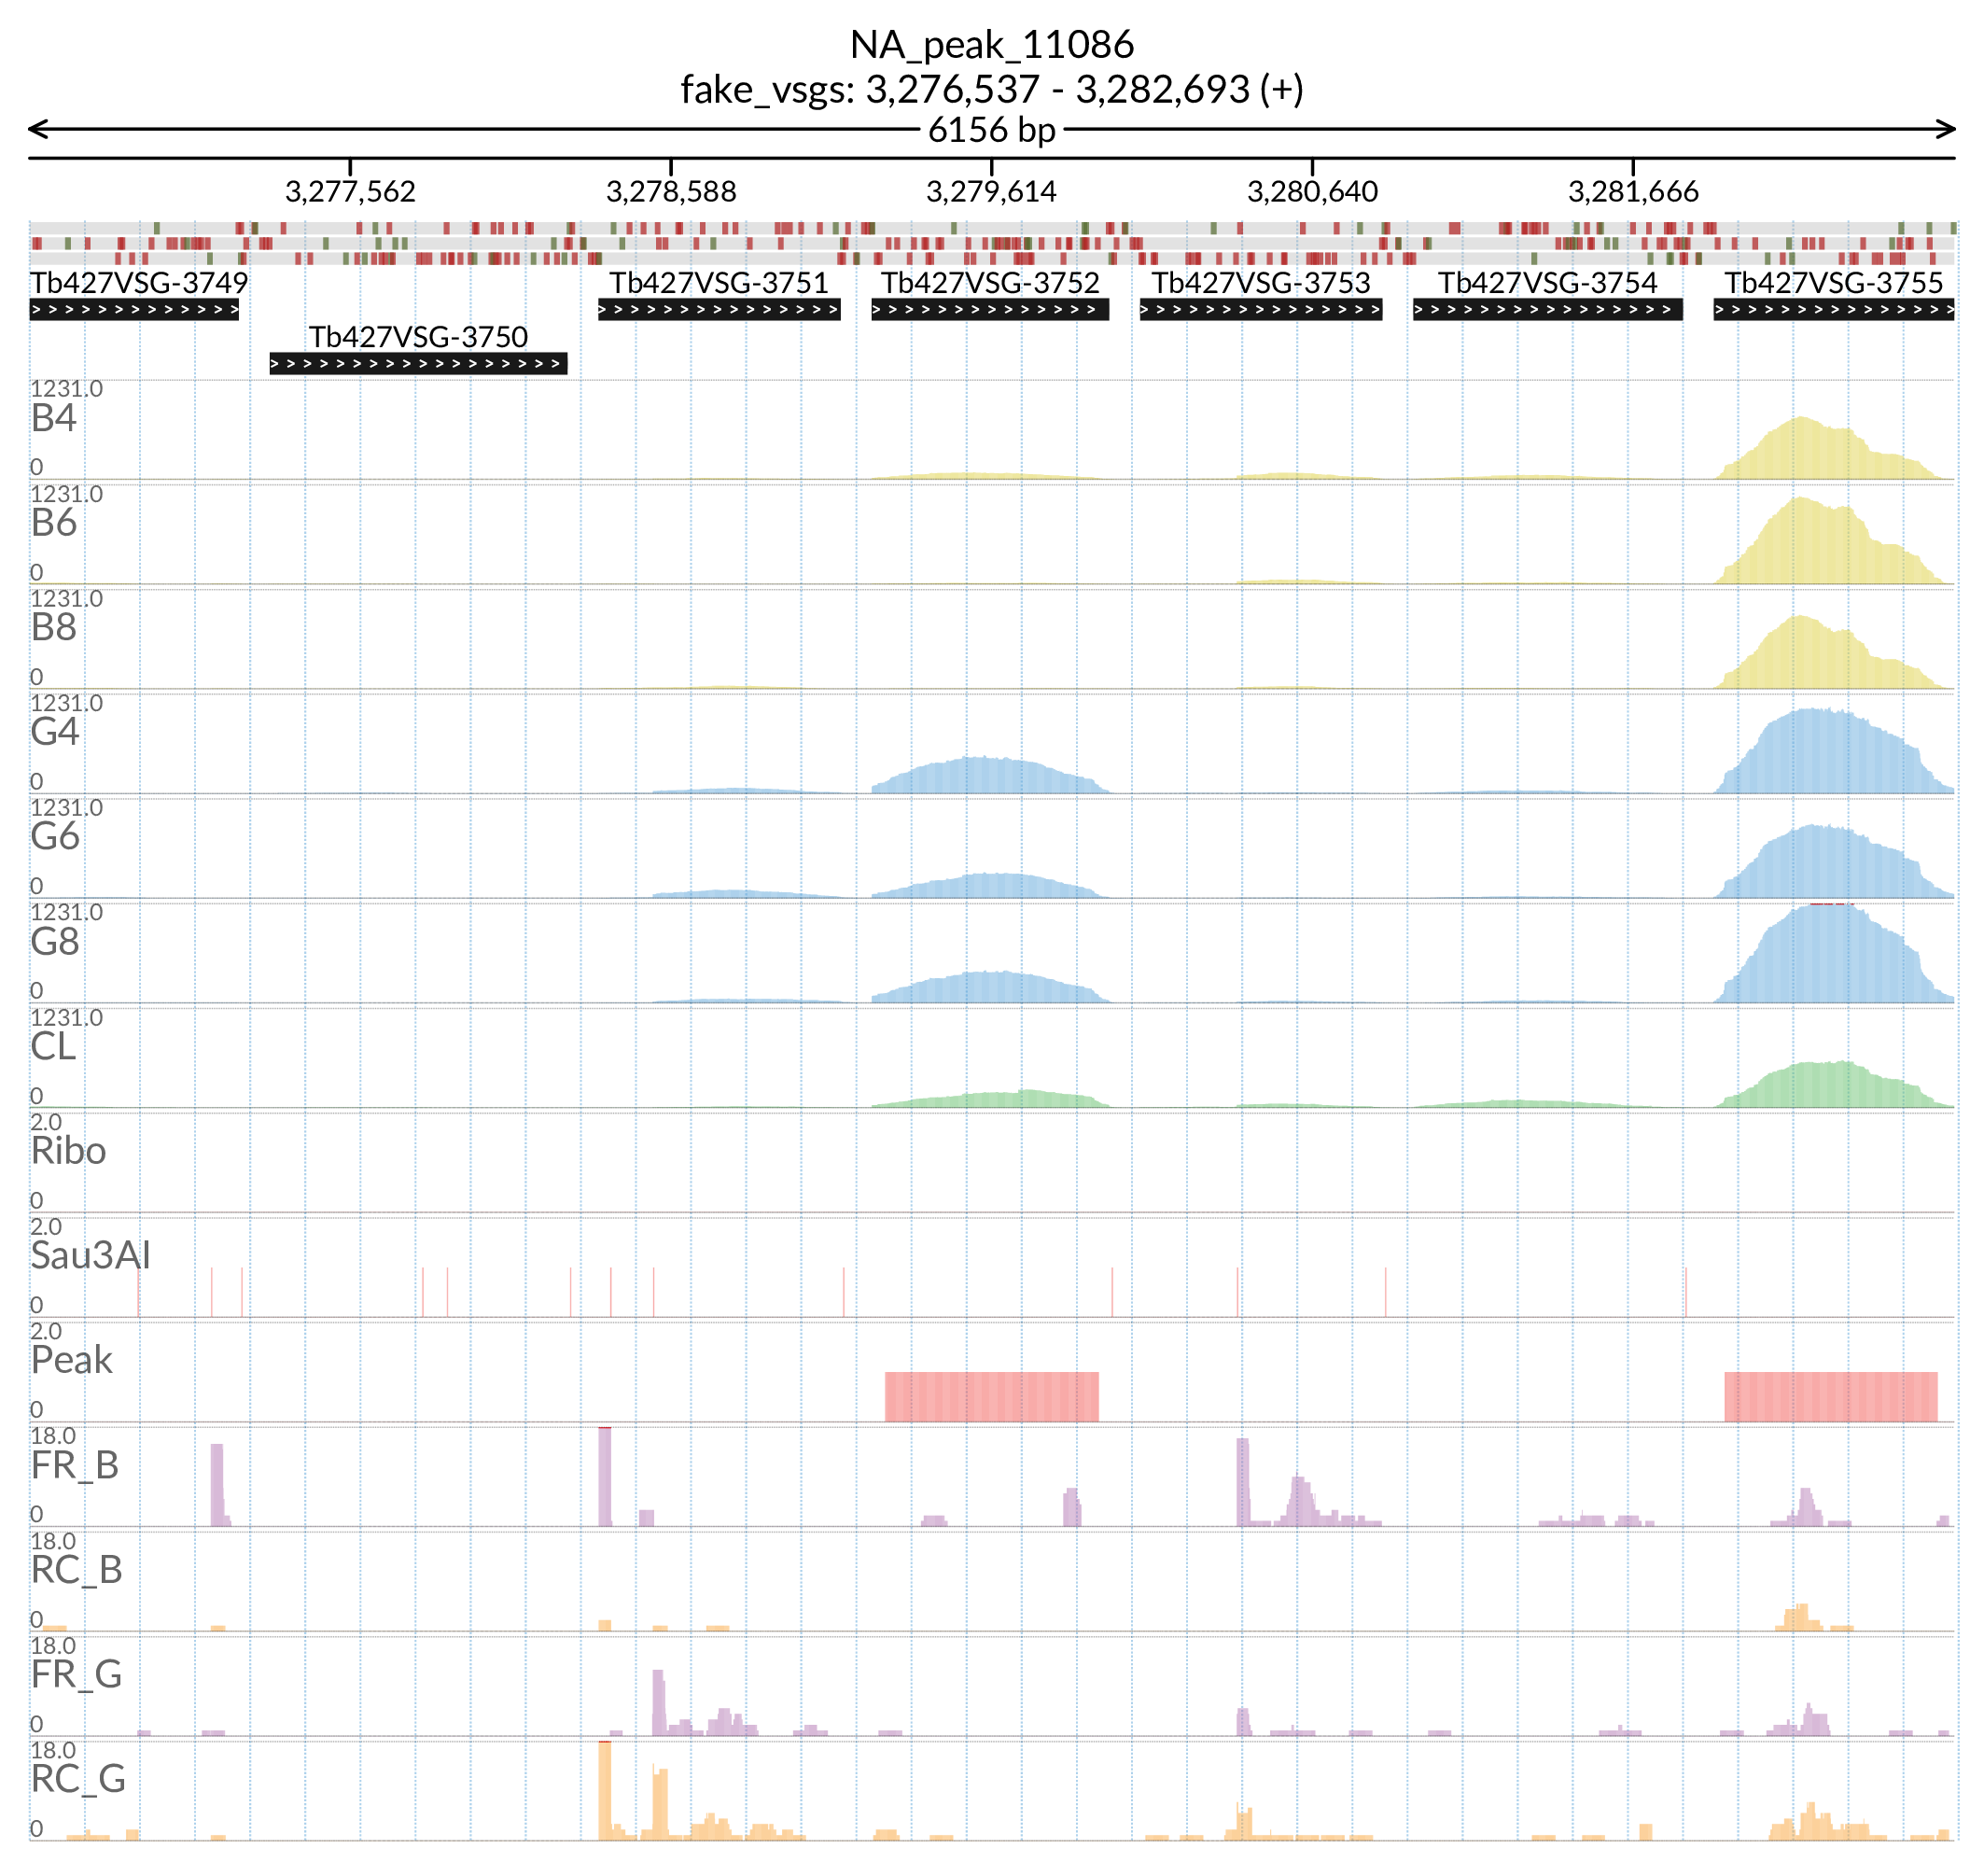 NA_peak_11086
fake_vsgs: 3,276,537 - 3,282,693 (+)
6156 bp
3,277,562 3,278,588 3,279,614 3,280,640 3,281,666
Tb427VSG-3749 Tb427VSG-3751 Tb427VSG-3752 Tb427VSG-3753 Tb427VSG-3754 Tb427VSG-3755
Tb427VSG-3750
1231.0
B4
0
1231.0
B6
0
1231.0
B8
0
1231.0
G4
0
1231.0
G6
0
1231.0
G8
0
1231.0
CL
0
2.0
Ribo
0
2.0
Sau3AI
0
2.0
Peak
0
18.0
FR_B
0
18.0
RC_B
0
18.0
FR_G
0
18.0
RC_G
0